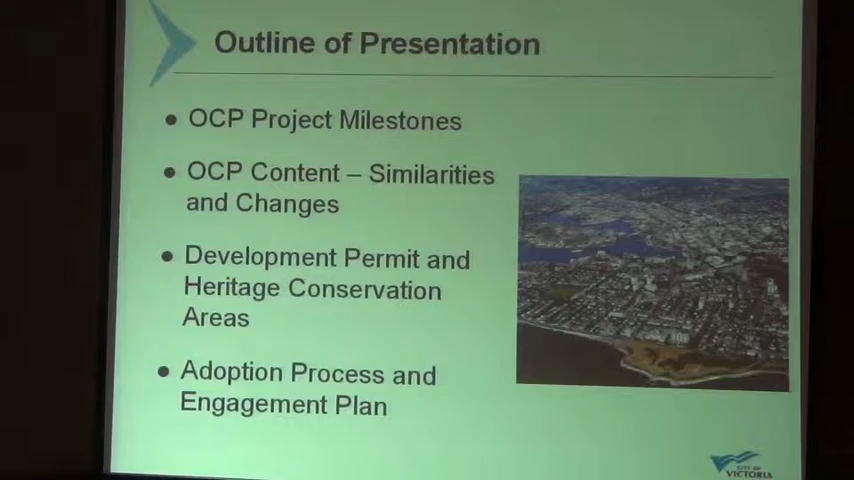 Outline of Presentation
● OCP Project Milestones
● OCP Content – Similarities
and Changes
● Development Permit and
Heritage Conservation
Areas
● Adoption Process and
Engagement Plan
CITY OF
VICTORIA